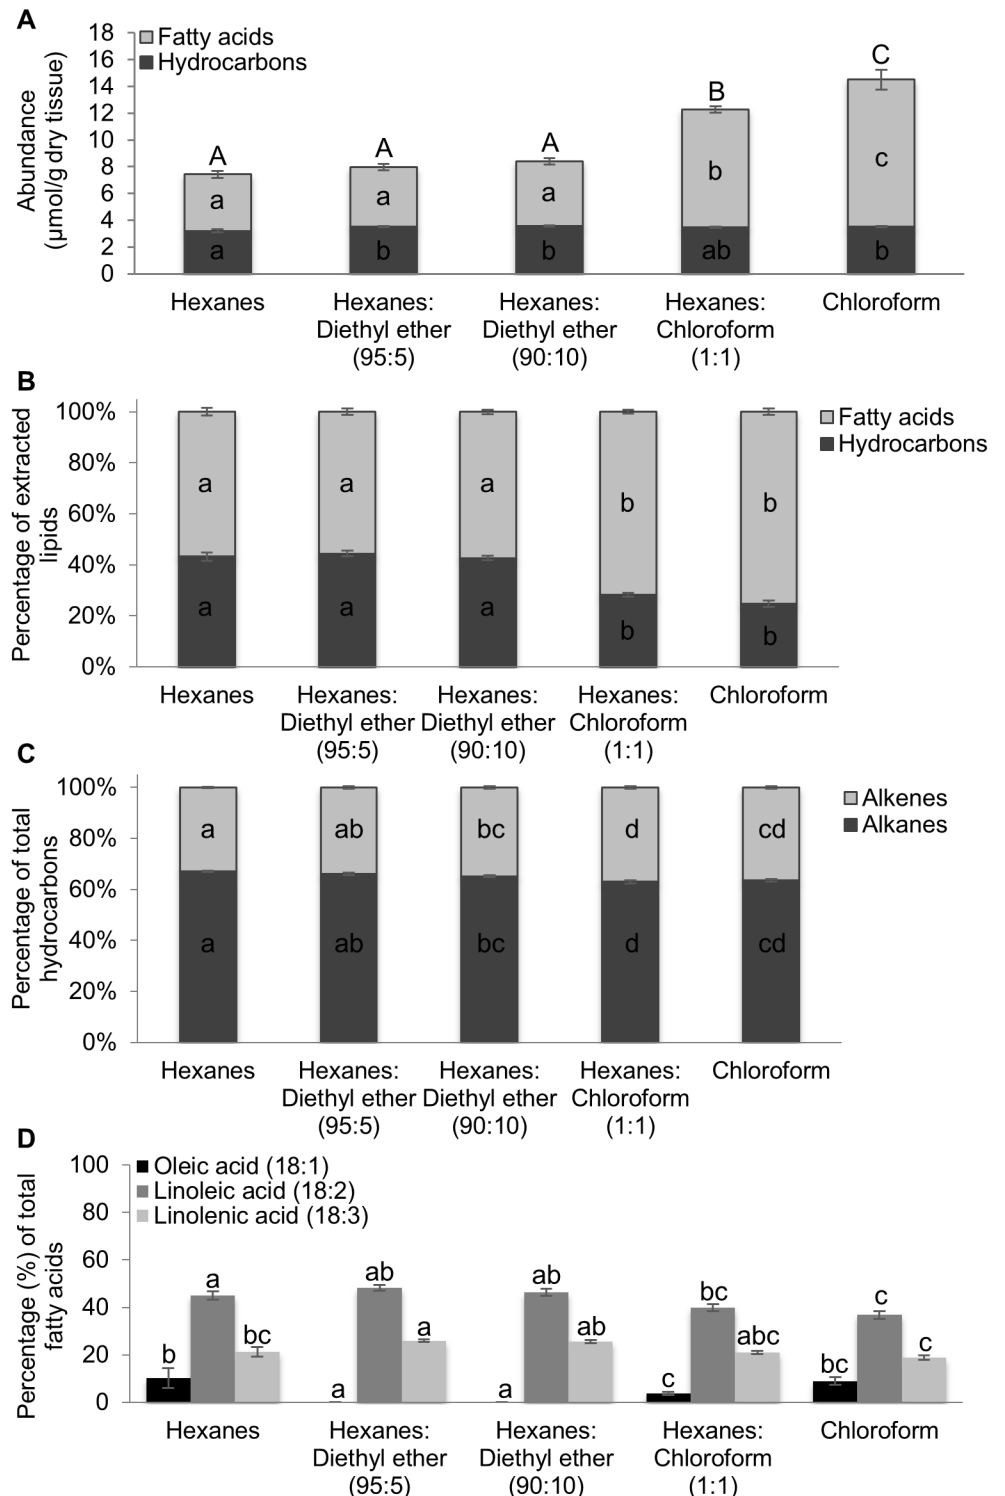 A
18
16
14
12
10
8
6
4
2
0
Abundance
(μmol/g dry tissue)
Fatty acids
Hydrocarbons
A
A
A
B
C
a
a
a
b
c
a
b
b
ab
b
Hexanes
Hexanes:
Diethyl ether
(95:5)
Hexanes:
Diethyl ether
(90:10)
Hexanes:
Chloroform
(1:1)
Chloroform
B
100%
80%
60%
40%
20%
0%
Percentage of extracted
lipids
Fatty acids
Hydrocarbons
a
a
a
b
b
a
a
a
b
b
Hexanes
Hexanes:
Diethyl ether
(95:5)
Hexanes:
Diethyl ether
(90:10)
Hexanes:
Chloroform
(1:1)
Chloroform
C
100%
80%
60%
40%
20%
0%
Percentage of total
hydrocarbons
Alkenes
Alkanes
a
ab
bc
d
cd
a
ab
bc
d
cd
Hexanes
Hexanes:
Diethyl ether
(95:5)
Hexanes:
Diethyl ether
(90:10)
Hexanes:
Chloroform
(1:1)
Chloroform
D
100
80
60
40
20
0
Percentage (%) of total
fatty acids
Oleic acid (18:1)
Linoleic acid (18:2)
Linolenic acid (18:3)
b
a
bc
a
ab
a
a
ab
ab
c
bc
abc
bc
c
c
Hexanes
Hexanes:
Diethyl ether
(95:5)
Hexanes:
Diethyl ether
(90:10)
Hexanes:
Chloroform
(1:1)
Chloroform